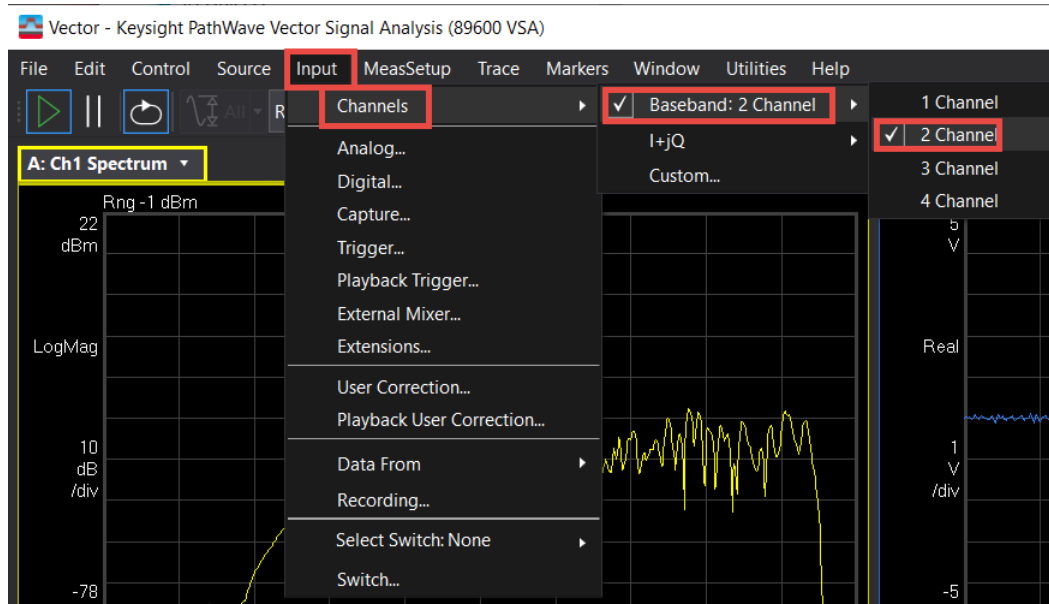 Vector - Keysight PathWave Vector Signal Analysis (89600 VSA)
File Edit Control Source Input MeasSetup Trace Markers Window Utilities Help
All R
Channels
Analog...
Digital...
Capture...
Trigger...
Playback Trigger...
External Mixer...
Extensions...
User Correction...
Playback User Correction...
Data From
Recording...
Select Switch: None
Switch...
Baseband: 2 Channel
I+jQ
Custom...
1 Channel
2 Channel
3 Channel
4 Channel
A: Ch1 Spectrum
Rng -1 dBm
22
dBm
LogMag
10
dB
/div
-78
5
V
Real
1
V
/div
-5